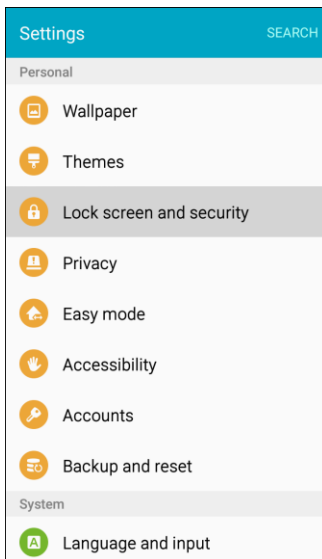 Settings SEARCH
Personal
Wallpaper
Themes
Lock screen and security
Privacy
Easy mode
Accessibility
Accounts
Backup and reset
System
A Language and input